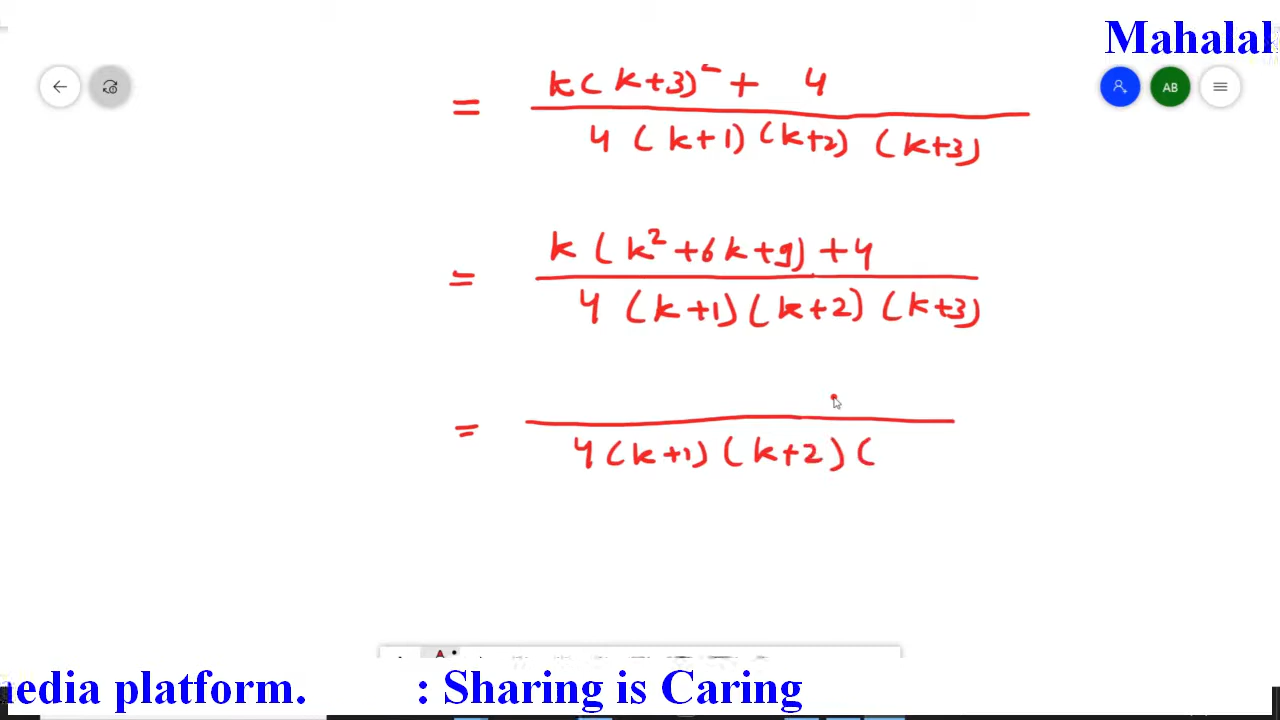 Mahalal
AB
= k(k+3)² + 4 / 4(k+1)(k+2)(k+3)
= k(k²+6k+9)+4 / 4(k+1)(k+2)(k+3)
= / 4(k+1)(k+2)(
edia platform. : Sharing is Caring